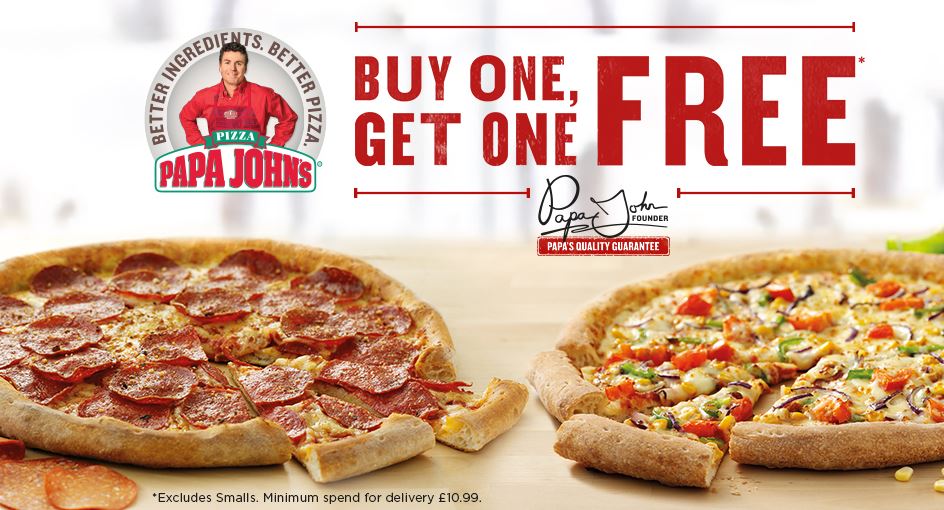 BETTER INGREDIENTS. BETTER PIZZA.
PIZZA
PAPA JOHN'S®
BUY ONE,
GET ONE
FREE*
Papa John
FOUNDER
PAPA'S QUALITY GUARANTEE
*Excludes Smalls. Minimum spend for delivery £10.99.